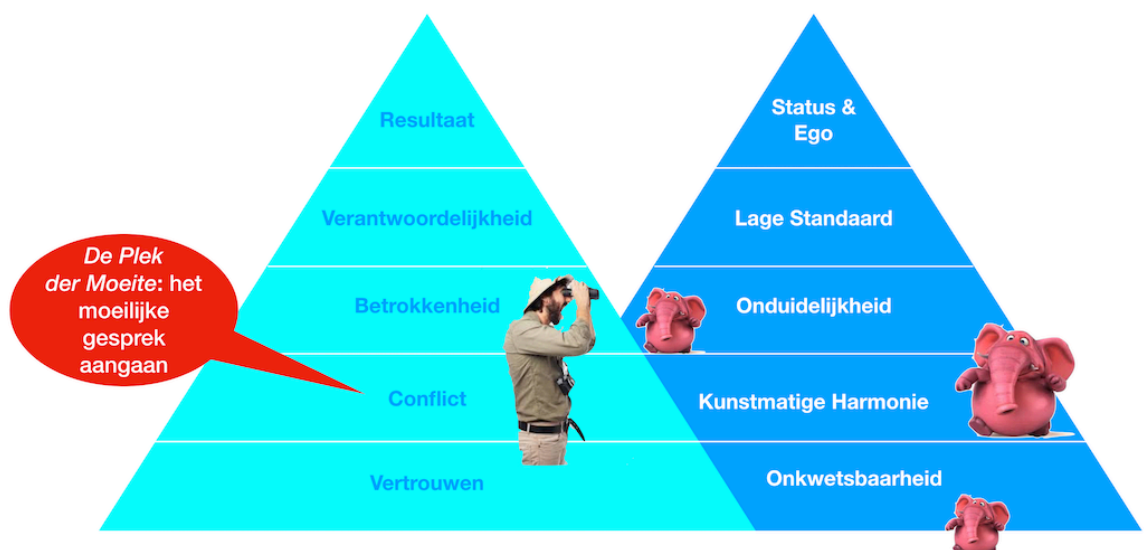 Resultaat
Verantwoordelijkheid
Betrokkenheid
Conflict
Vertrouwen
De Plek
der Moeite: het
moeilijke
gesprek
aangaan
Status &
Ego
Lage Standaard
Onduidelijkheid
Kunstmatige Harmonie
Onkwetsbaarheid